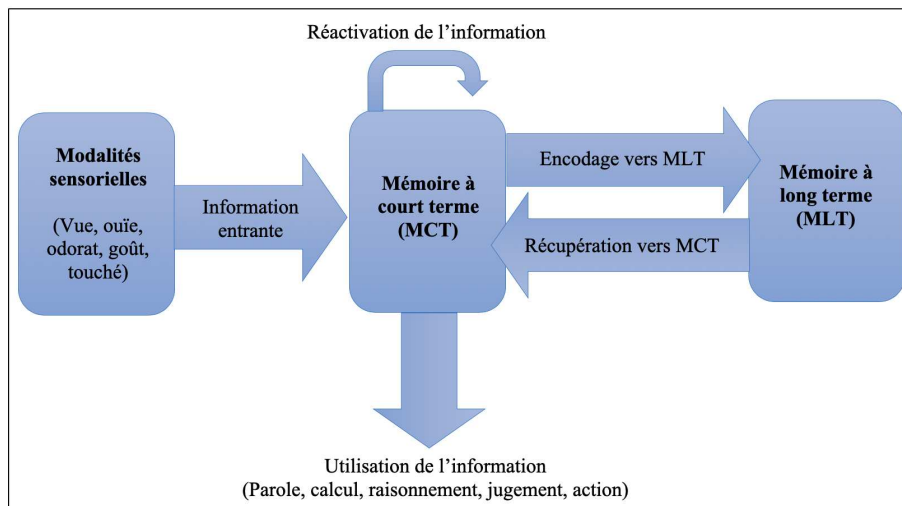 Réactivation de l’information
Modalités
sensorielles
(Vue, ouïe,
odorat, goût,
touché)
Information
entrante
Mémoire à
court terme
(MCT)
Encodage vers MLT
Récupération vers MCT
Mémoire à
long terme
(MLT)
Utilisation de l’information
(Parole, calcul, raisonnement, jugement, action)